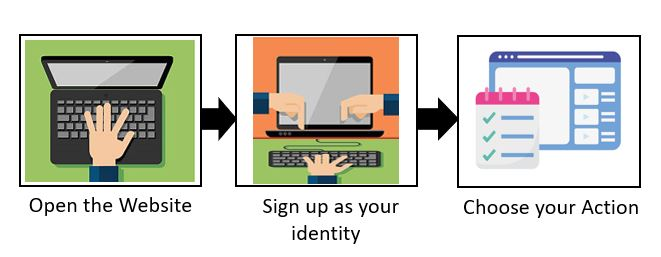 Open the Website
Sign up as your
identity
Choose your Action